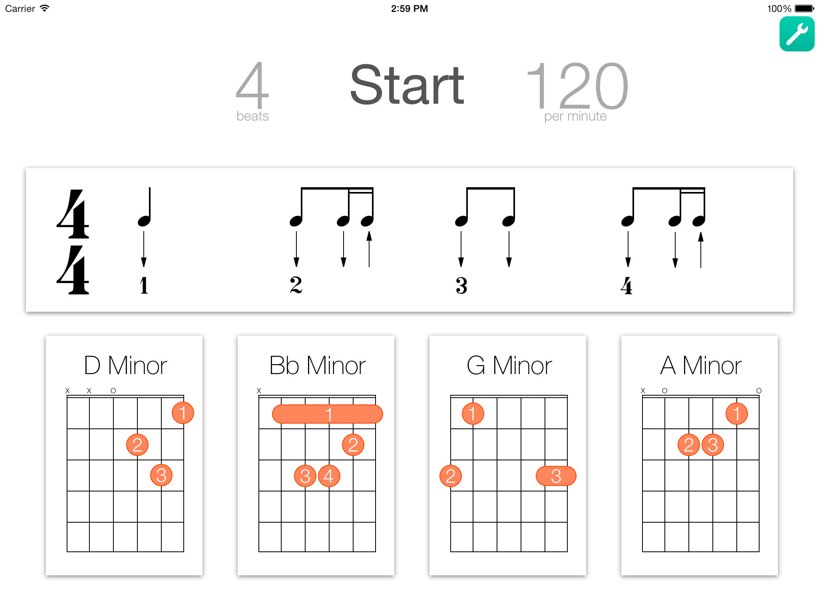 Carrier 2:59 PM 100%
4 Start 120
beats per minute
4
4
1 2 3 4
D Minor Bb Minor G Minor A Minor
X X O X X O O
1 1 1 1
2 2 2 3
3 3 4 2 3